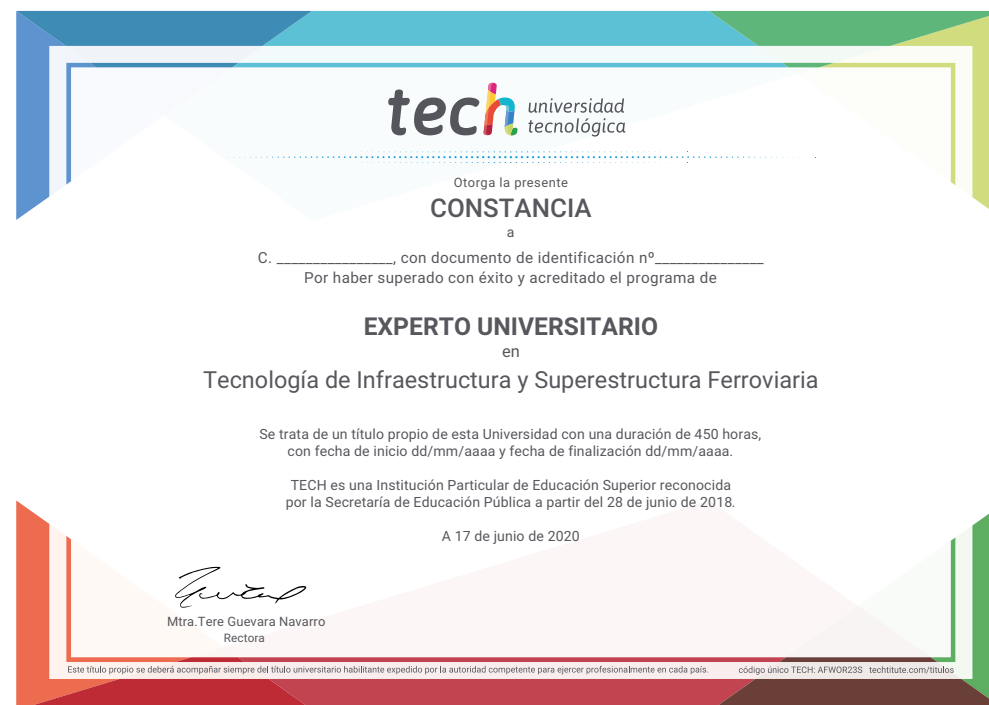 tech universidad
tecnológica
Otorga la presente
CONSTANCIA
a
C. ________________, con documento de identificación nº_______________
Por haber superado con éxito y acreditado el programa de
EXPERTO UNIVERSITARIO
en
Tecnología de Infraestructura y Superestructura Ferroviaria
Se trata de un título propio de esta Universidad con una duración de 450 horas,
con fecha de inicio dd/mm/aaaa y fecha de finalización dd/mm/aaaa.
TECH es una Institución Particular de Educación Superior reconocida
por la Secretaría de Educación Pública a partir del 28 de junio de 2018.
A 17 de junio de 2020
Mtra.Tere Guevara Navarro
Rectora
Este título propio se deberá acompañar siempre del título universitario habilitante expedido por la autoridad competente para ejercer profesionalmente en cada país. código único TECH: AFWOR23S techtitute.com/titulos